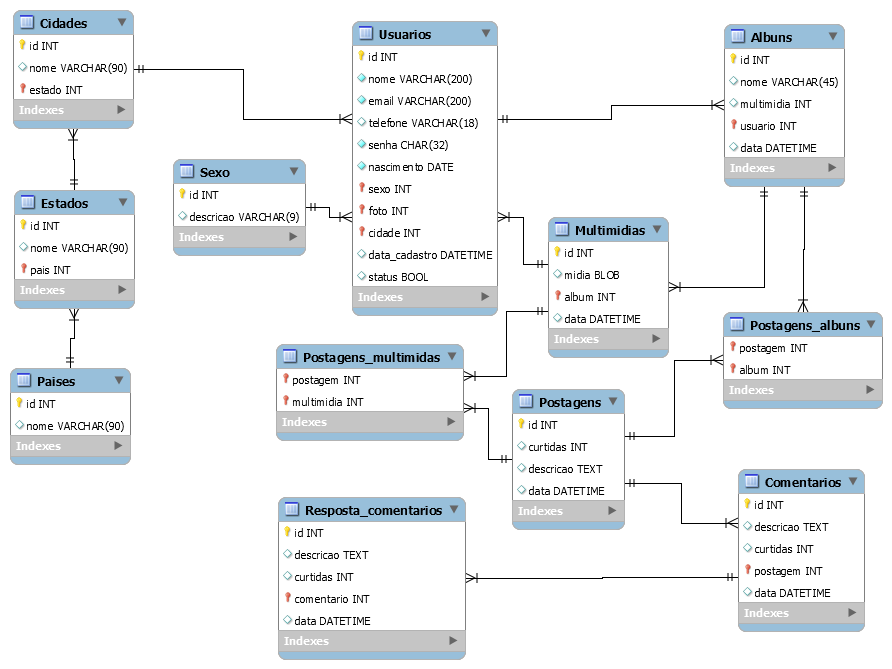 Cidades
id INT
nome VARCHAR(90)
estado INT
Indexes
Estados
id INT
nome VARCHAR(90)
pais INT
Indexes
Paises
id INT
nome VARCHAR(90)
Indexes
Sexo
id INT
descricao VARCHAR(9)
Indexes
Usuarios
id INT
nome VARCHAR(200)
email VARCHAR(200)
telefone VARCHAR(18)
senha CHAR(32)
nascimento DATE
sexo INT
foto INT
cidade INT
data_cadastro DATETIME
status BOOL
Indexes
Albuns
id INT
nome VARCHAR(45)
multimidia INT
usuario INT
data DATETIME
Indexes
Multimidias
id INT
midia BLOB
album INT
data DATETIME
Indexes
Postagens_albuns
postagem INT
album INT
Indexes
Postagens_multimidas
postagem INT
multimidia INT
Indexes
Postagens
id INT
curtidas INT
descricao TEXT
data DATETIME
Indexes
Comentarios
id INT
descricao TEXT
curtidas INT
postagem INT
data DATETIME
Indexes
Resposta_comentarios
id INT
descricao TEXT
curtidas INT
comentario INT
data DATETIME
Indexes